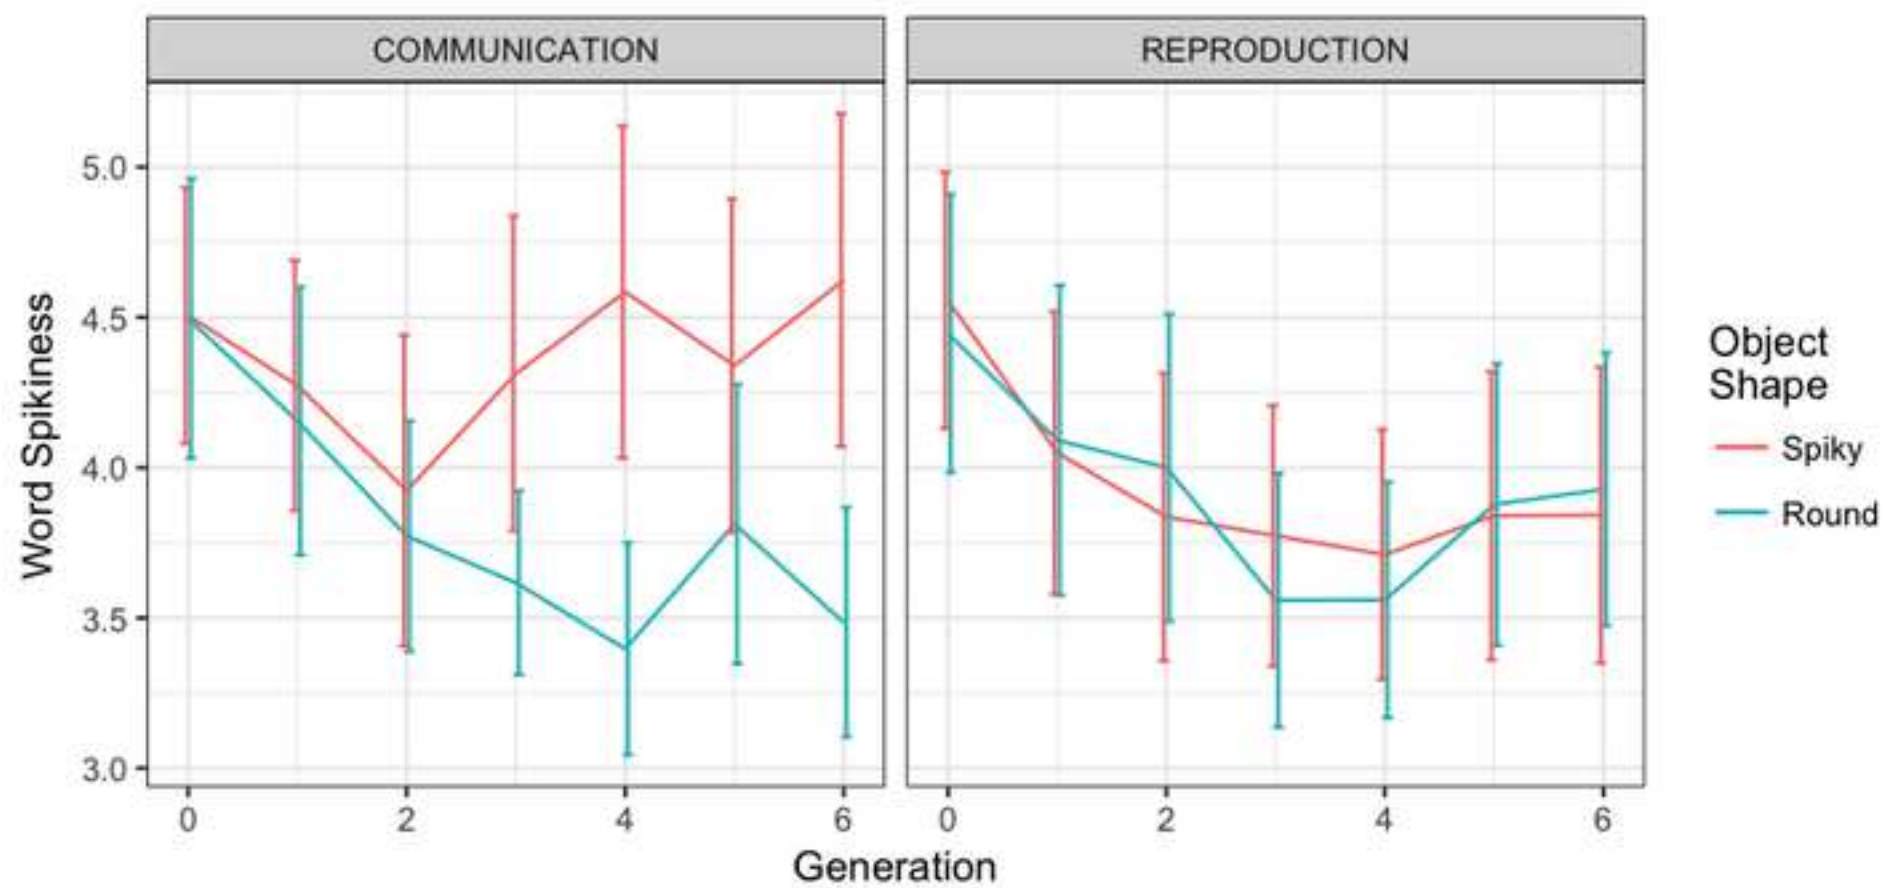 COMMUNICATION
REPRODUCTION
Word Spikiness
5.0
4.5
4.0
3.5
3.0
0 2 4 6
0 2 4 6
Generation
Object
Shape
Spiky
Round